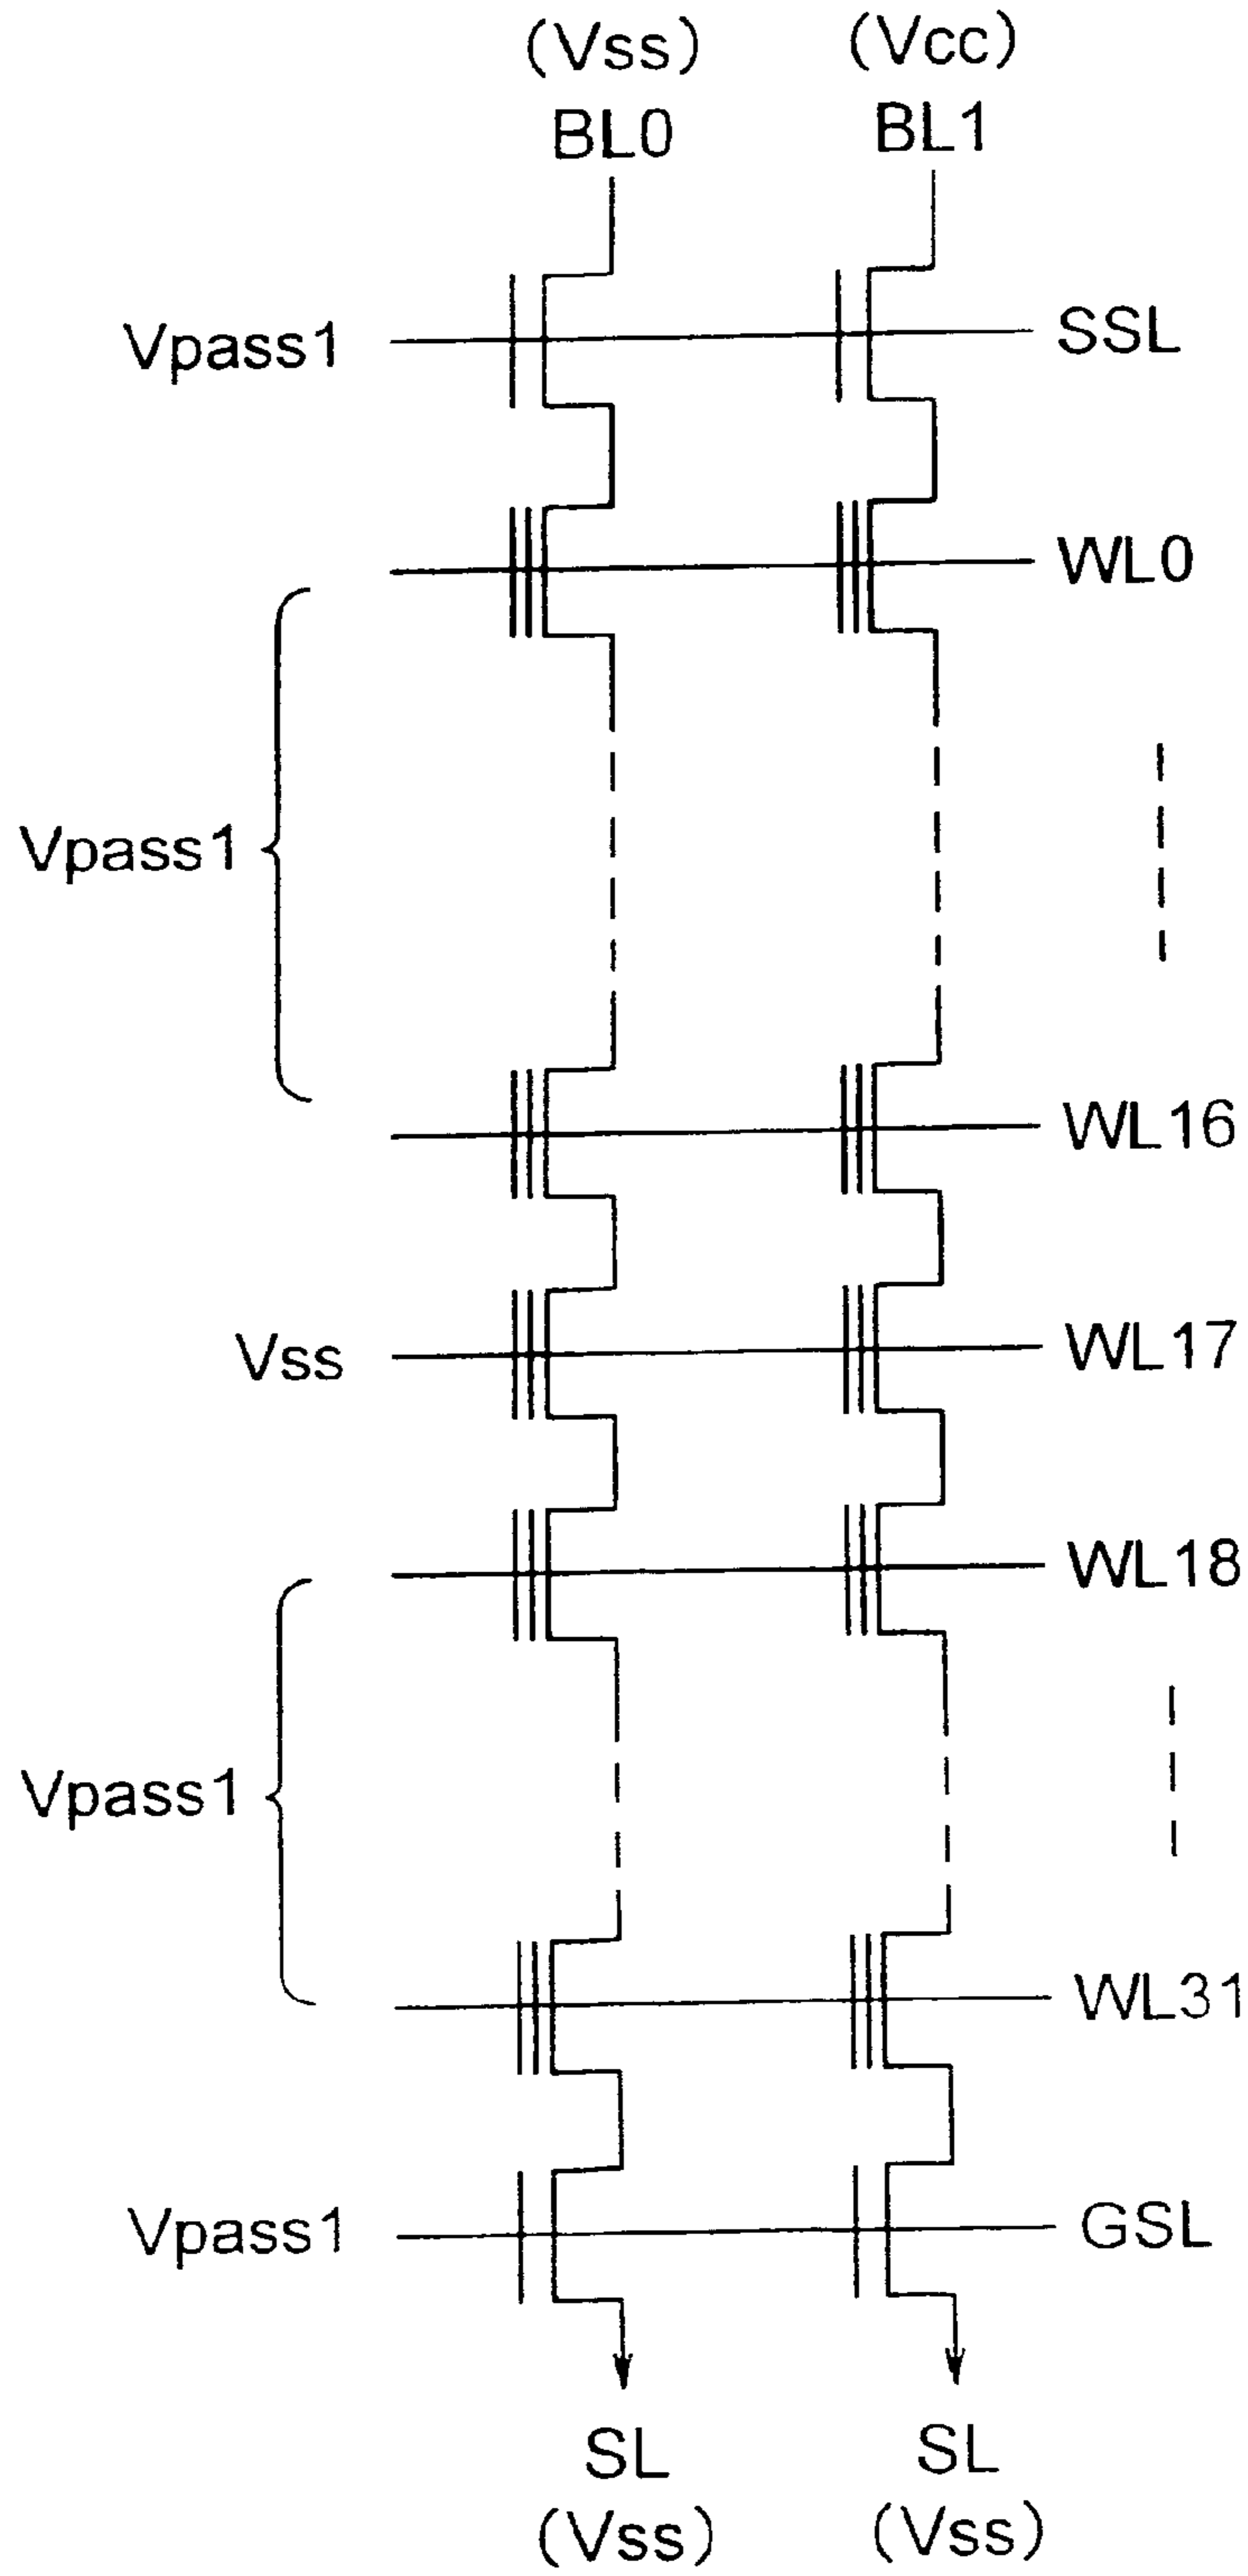 (Vss) (Vcc)
BL0 BL1
Vpass1 SSL
WL0
Vpass1
WL16
Vss WL17
WL18
Vpass1
WL31
Vpass1 GSL
SL SL
(Vss) (Vss)